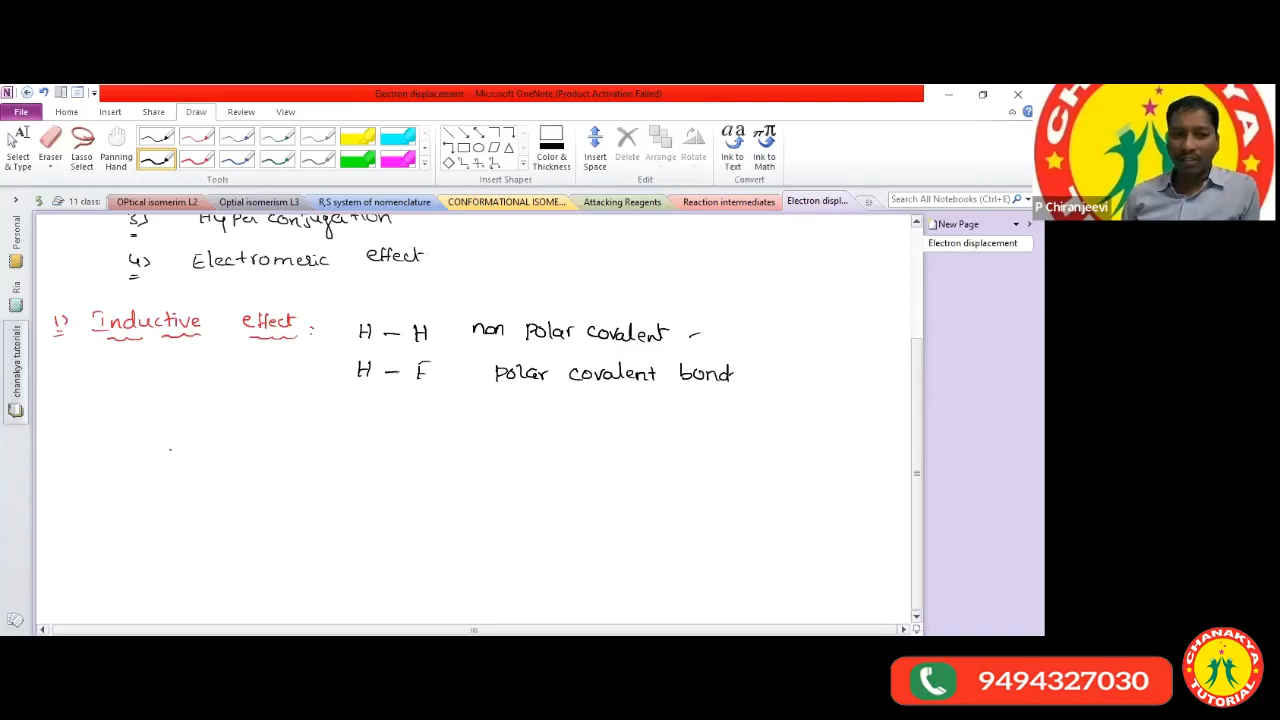 Electron displacement - Microsoft OneNote (Product Activation Failed)
File Home Insert Share Draw Review View
Select & Type Eraser Lasso Select Panning Hand Color & Thickness Insert Space Delete Arrange Rotate Ink to Text Ink to Math
Tools Insert Shapes Edit Convert
P Chiranjeevi
11 class: OPtical isomerim L2 Optial isomerism L3 R,S system of nomenclature CONFORMATIONAL ISOME... Attacking Reagents Reaction intermediates Electron displ... Search All Notebooks (Ctrl+E)
New Page
Electron displacement
Personal
Ria
chanakya tutorials
3) Hyper conjugation
4) Electromeric effect
1) Inductive effect : H — H non polar covalent
H — F polar covalent bond
9494327030
CHANAKYA
TUTORIAL